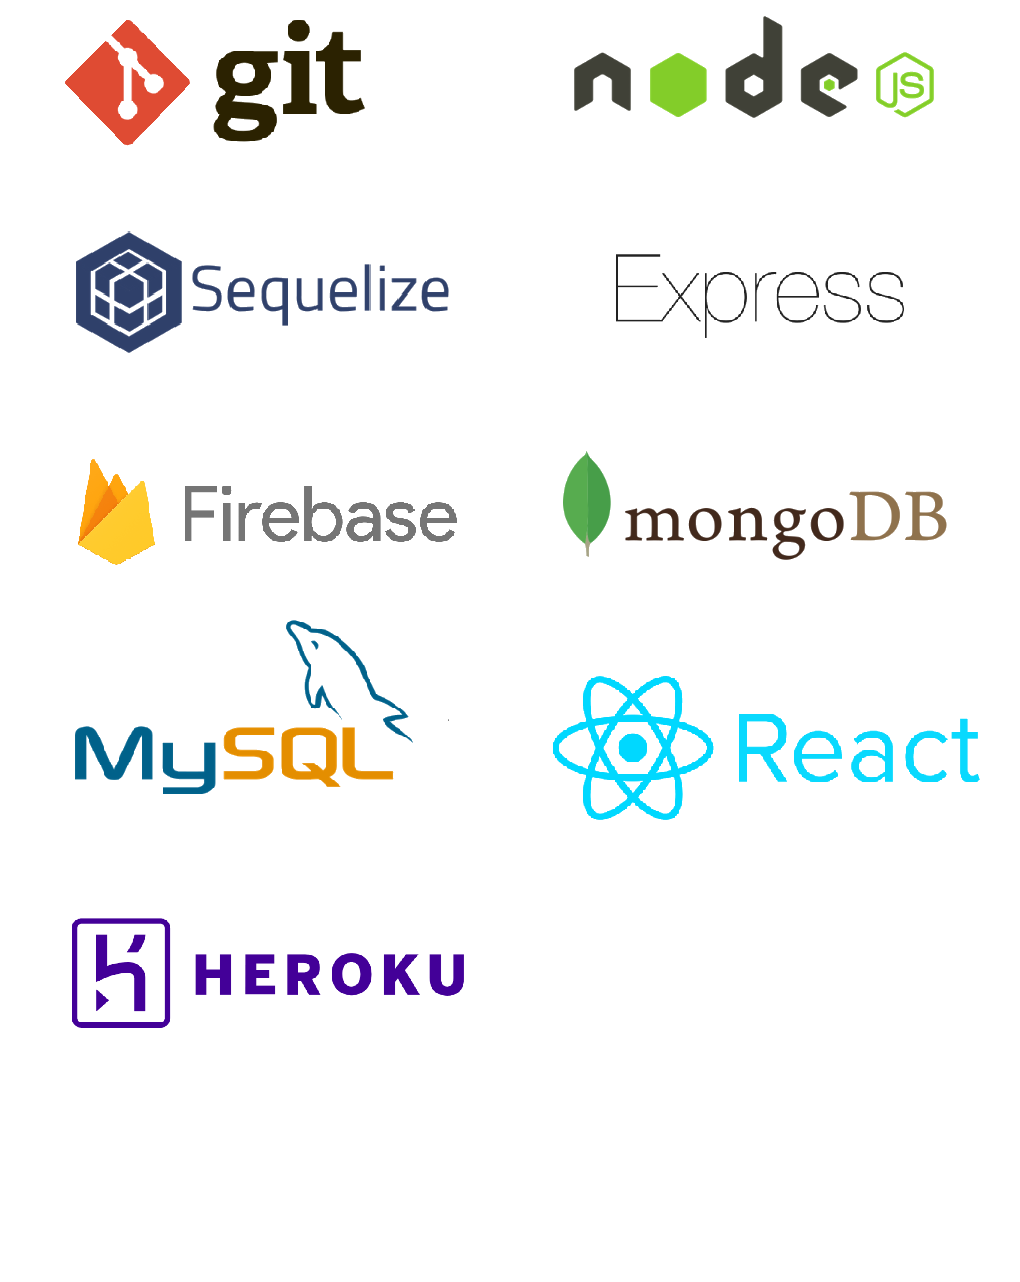 git
node JS
Sequelize
Express
Firebase
mongoDB
MySQL
React
HEROKU